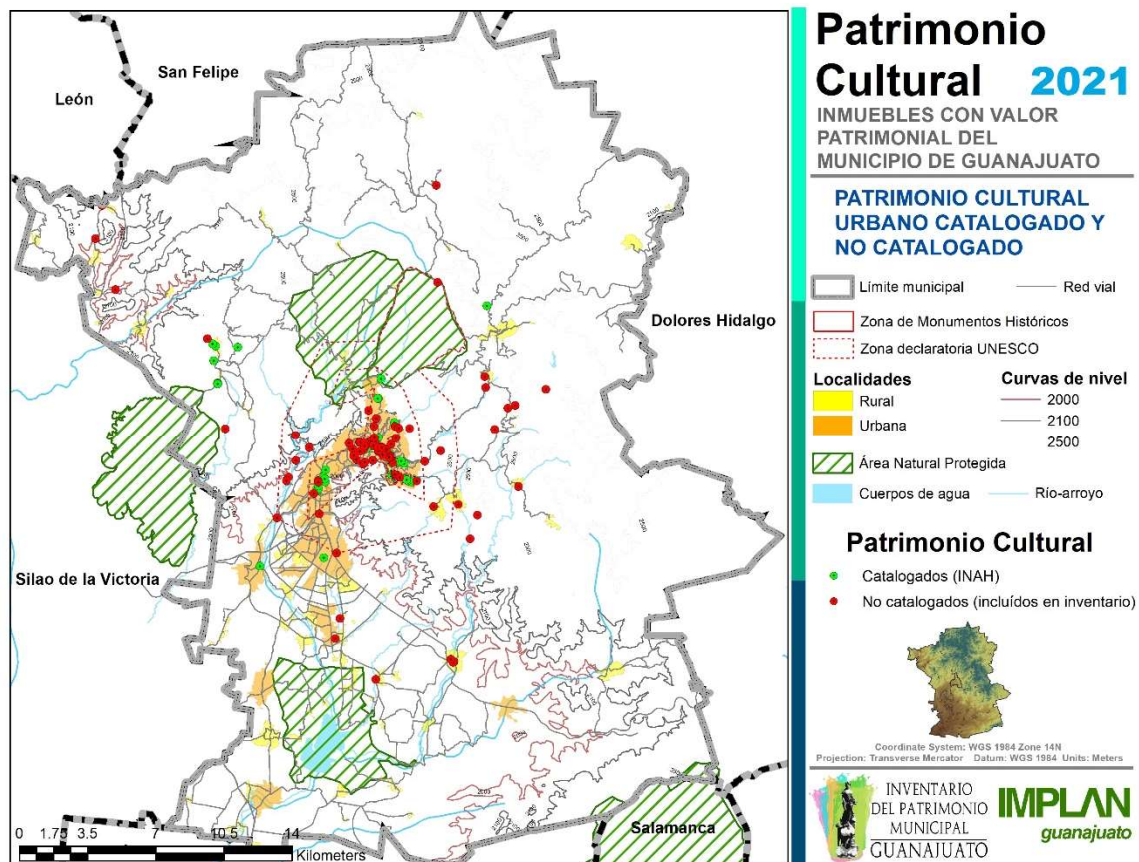 San Felipe
León
Dolores Hidalgo
Silao de la Victoria
Salamanca
0 1.75 3.5 7 10.5 14
Kilometers
Patrimonio
Cultural 2021
INMUEBLES CON VALOR
PATRIMONIAL DEL
MUNICIPIO DE GUANAJUATO
PATRIMONIO CULTURAL
URBANO CATALOGADO Y
NO CATALOGADO
Límite municipal Red vial
Zona de Monumentos Históricos
Zona declaratoria UNESCO
Localidades Curvas de nivel
Rural 2000
Urbana 2100
2500
Área Natural Protegida
Cuerpos de agua Río-arroyo
Patrimonio Cultural
Catalogados (INAH)
No catalogados (incluídos en inventario)
Coordinate System: WGS 1984 Zone 14N
Projection: Transverse Mercator Datum: WGS 1984 Units: Meters
INVENTARIO
DEL PATRIMONIO
MUNICIPAL
GUANAJUATO
IMPLAN
guanajuato